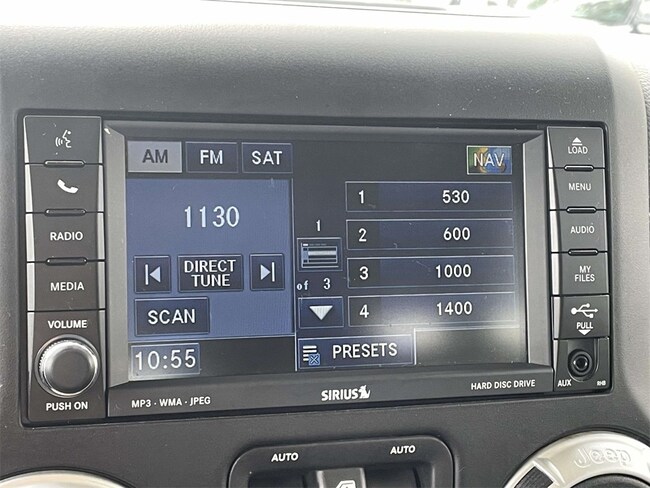 AM FM SAT NAV
LOAD
MENU
1130
1 530
1
2 600
RADIO
AUDIO
DIRECT
TUNE
of 3
3 1000
MY
FILES
MEDIA
SCAN
4 1400
VOLUME
PULL
10:55
PRESETS
PUSH ON
MP3 · WMA · JPEG
SIRIUS
HARD DISC DRIVE
AUX
RHB
AUTO
AUTO
Jeep